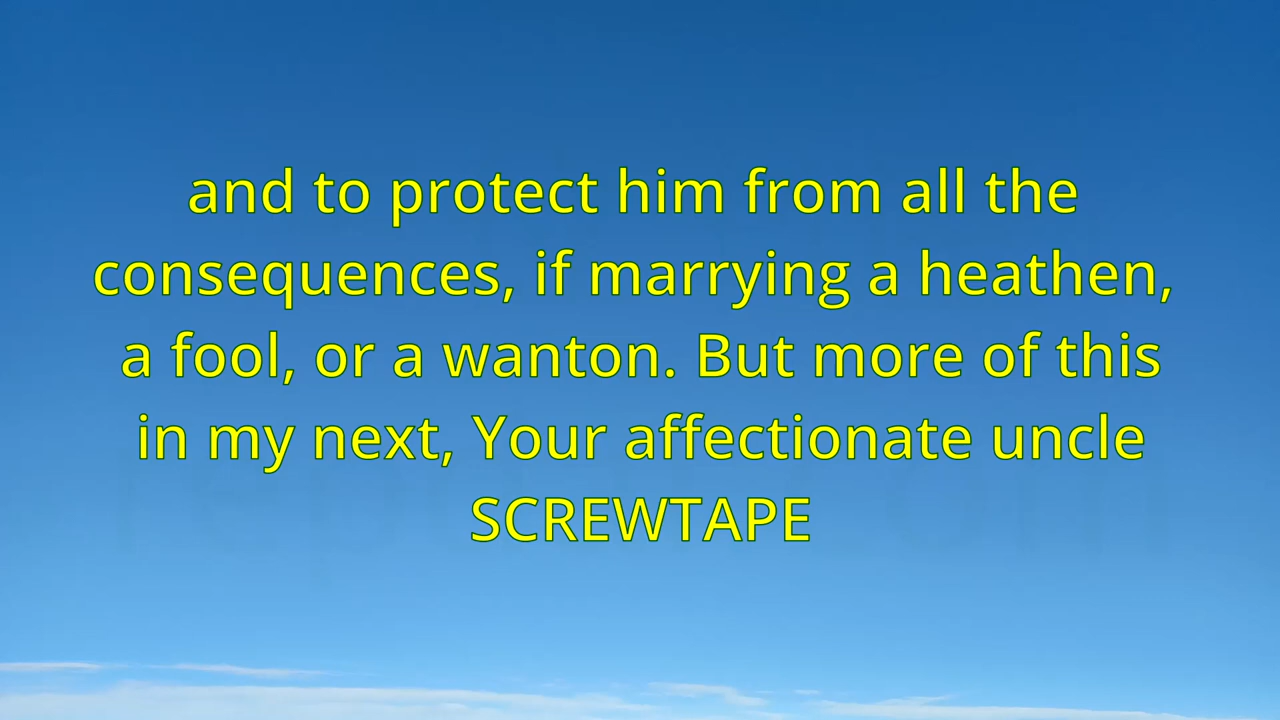 and to protect him from all the
consequences, if marrying a heathen,
a fool, or a wanton. But more of this
in my next, Your affectionate uncle
SCREWTAPE